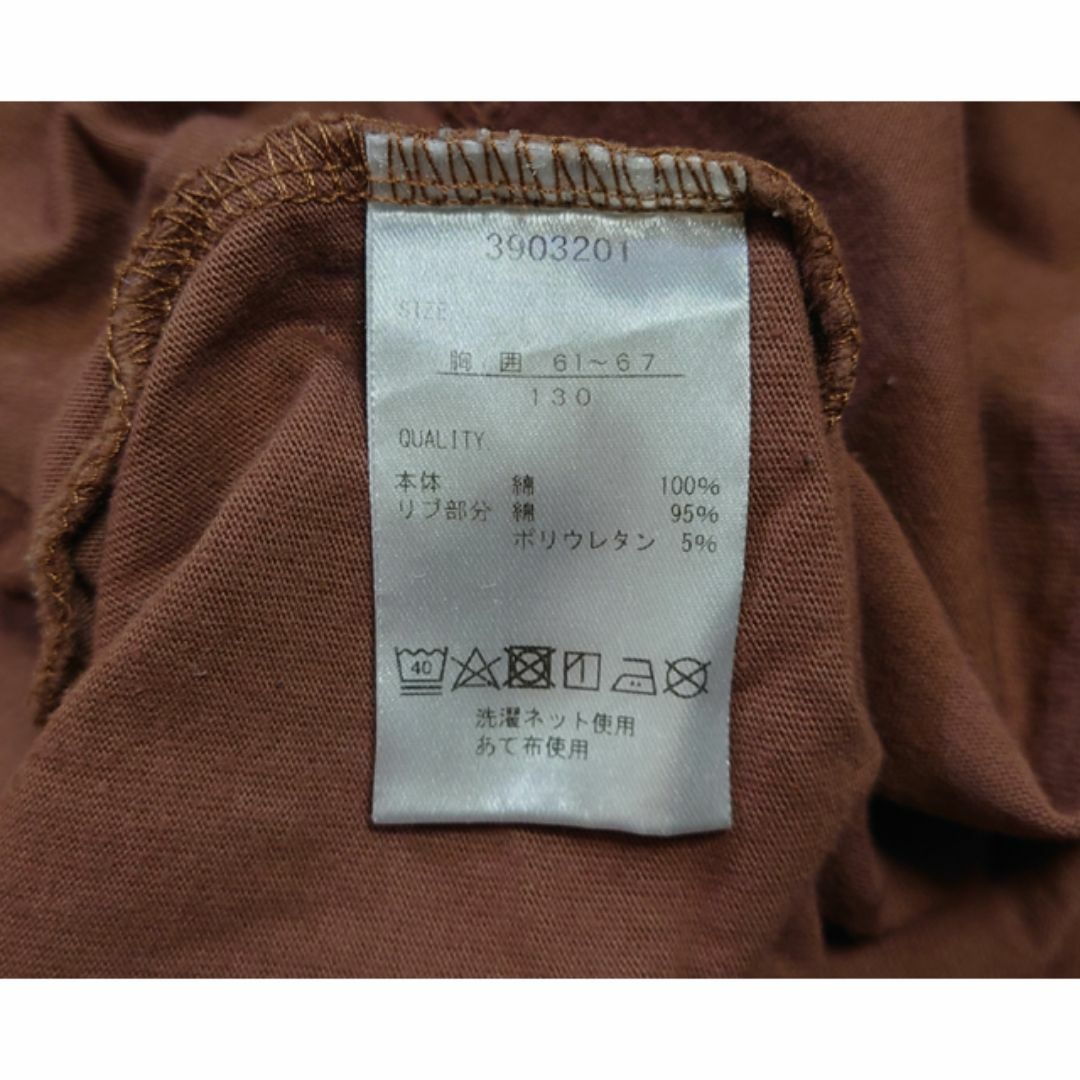 3903201
SIZE
胸 囲 61~67
130
QUALITY
本体 綿 100%
リブ部分 綿 95%
ポリウレタン 5%
40
洗濯ネット使用
あて布使用